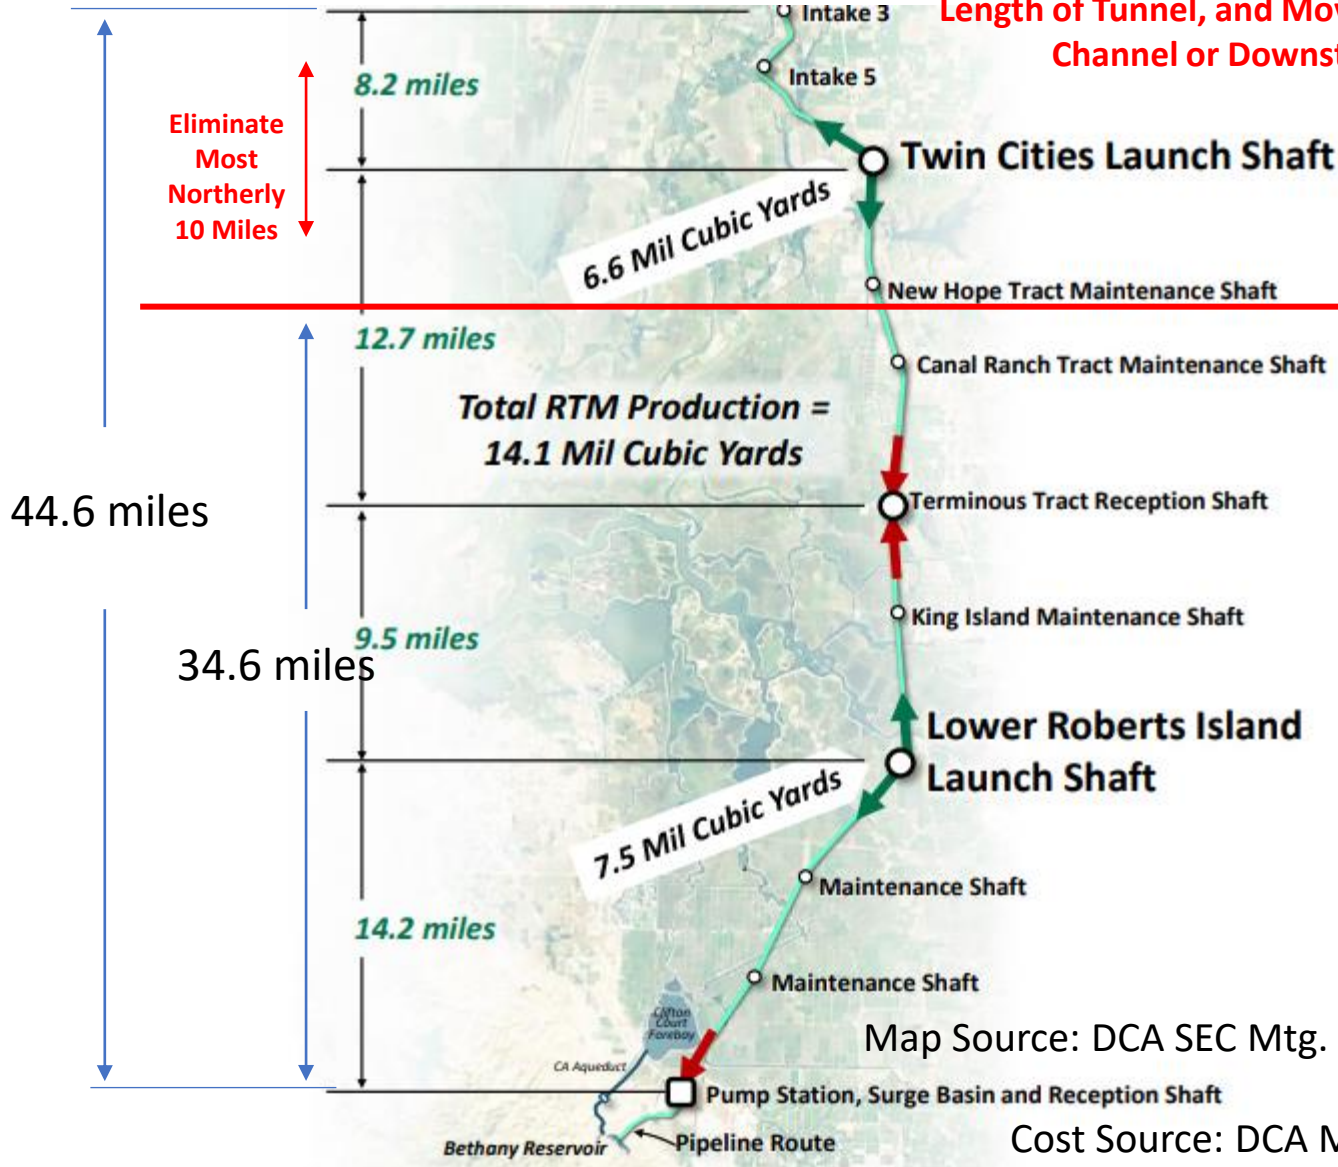 Intake 3
Length of Tunnel, and Mov
Channel or Downst
8.2 miles
Intake 5
Eliminate
Most
Northerly
10 Miles
Twin Cities Launch Shaft
6.6 Mil Cubic Yards
New Hope Tract Maintenance Shaft
12.7 miles
Canal Ranch Tract Maintenance Shaft
Total RTM Production =
14.1 Mil Cubic Yards
44.6 miles
Terminous Tract Reception Shaft
King Island Maintenance Shaft
9.5 miles
34.6 miles
Lower Roberts Island
Launch Shaft
7.5 Mil Cubic Yards
Maintenance Shaft
14.2 miles
Maintenance Shaft
Clifton
Court
Forebay
Map Source: DCA SEC Mtg.
CA Aqueduct
Pump Station, Surge Basin and Reception Shaft
Cost Source: DCA M
Bethany Reservoir
Pipeline Route